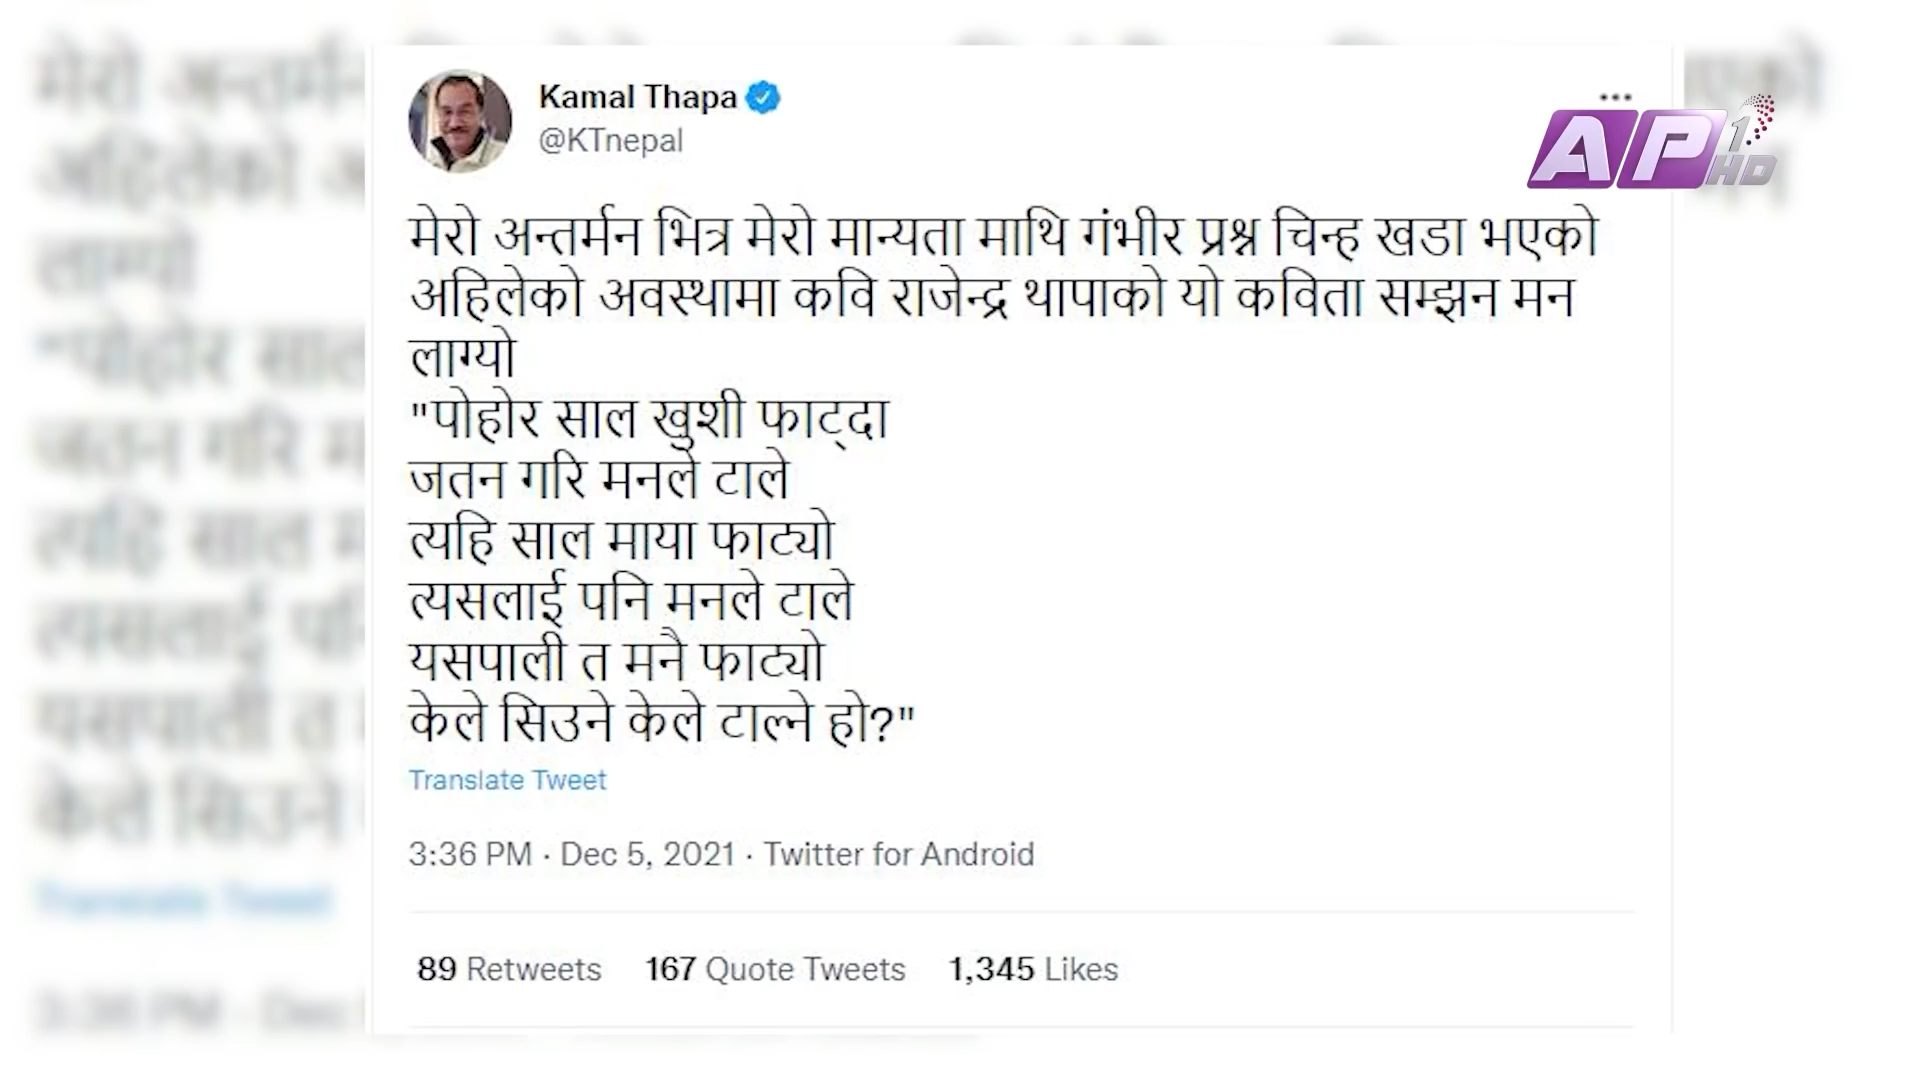 Kamal Thapa
@KTnepal
AP1 HD
मेरो अन्तर्मन भित्र मेरो मान्यता माथि गंभीर प्रश्न चिन्ह खडा भएको
अहिलेको अवस्थामा कवि राजेन्द्र थापाको यो कविता सम्झन मन
लाग्यो
"पोहोर साल खुशी फाट्दा
जतन गरि मनले टाले
त्यहि साल माया फाट्यो
त्यसलाई पनि मनले टाले
यसपाली त मनै फाट्यो
केले सिउने केले टाल्ने हो?"
Translate Tweet
3:36 PM · Dec 5, 2021 · Twitter for Android
89 Retweets 167 Quote Tweets 1,345 Likes